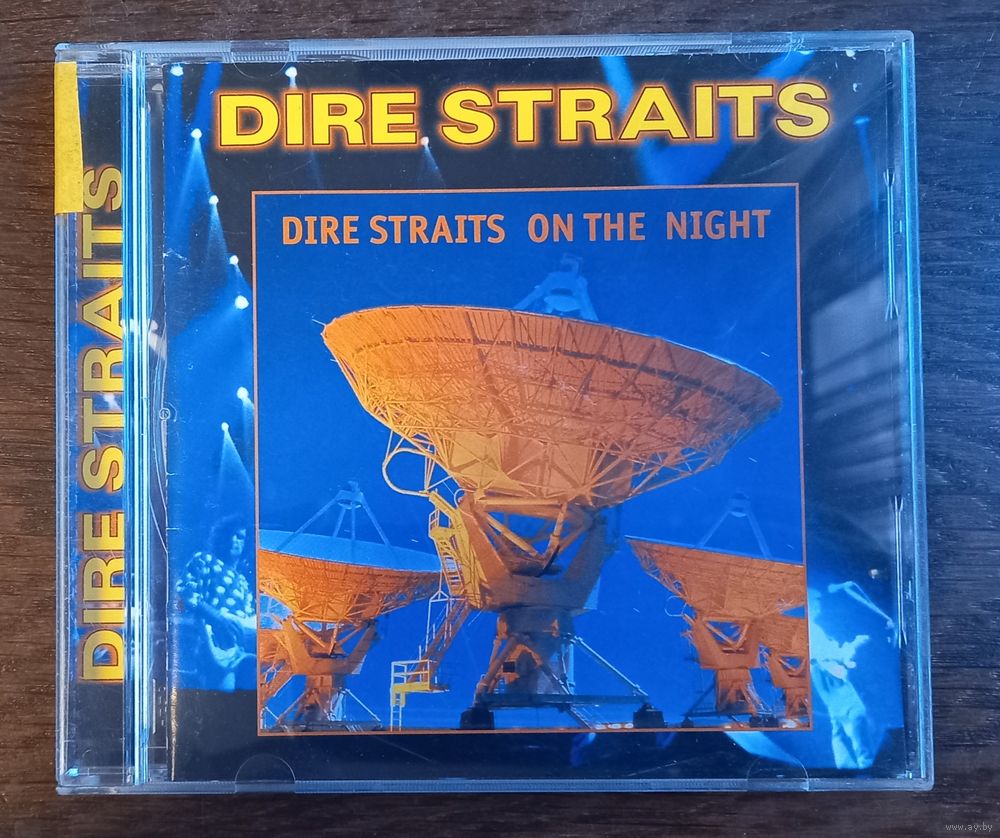 DIRE STRAITS
DIRE STRAITS
DIRE STRAITS ON THE NIGHT
www.ay.by